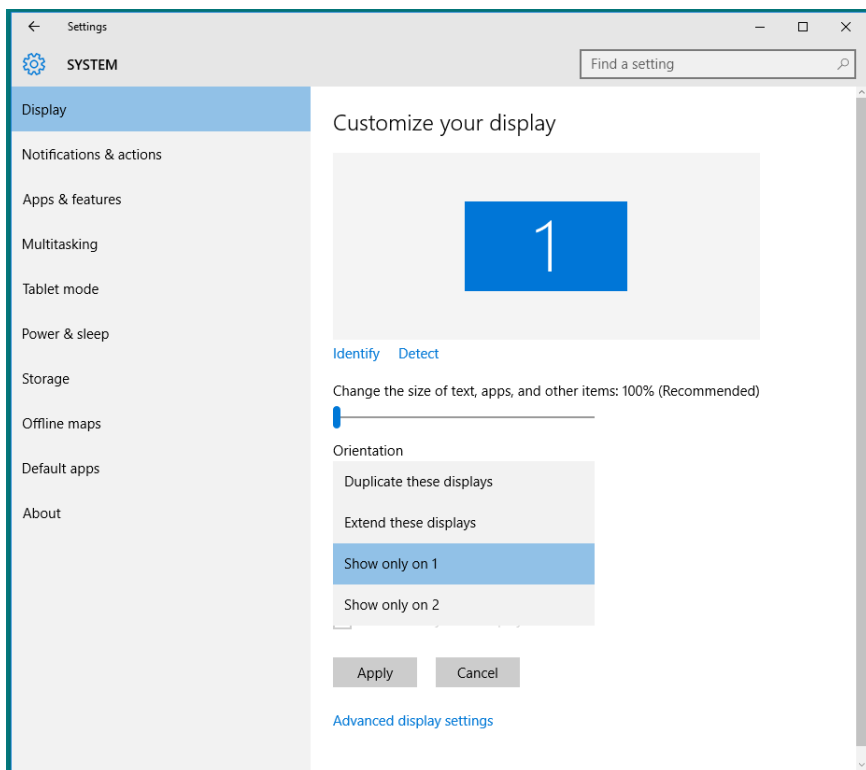 Settings
SYSTEM
Find a setting
Display
Notifications & actions
Apps & features
Multitasking
Tablet mode
Power & sleep
Storage
Offline maps
Default apps
About
Customize your display
1
Identify Detect
Change the size of text, apps, and other items: 100% (Recommended)
Orientation
Duplicate these displays
Extend these displays
Show only on 1
Show only on 2
Apply Cancel
Advanced display settings